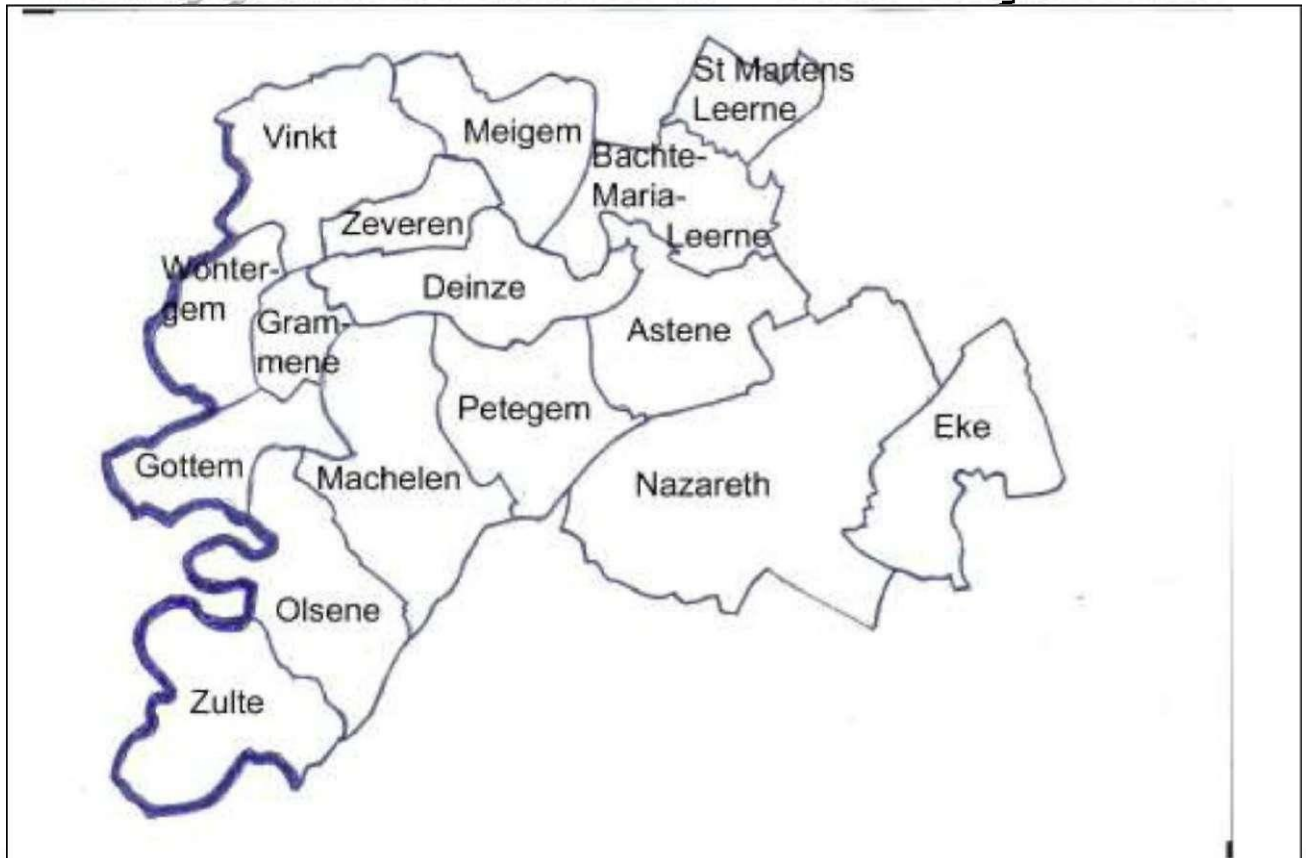 St Martens
Leerne
Vinkt
Meigem
Bachte-
Maria-
Leerne
Zeveren
Wonter-
gem
Deinze
Gram-
mene
Astene
Petegem
Eke
Gottem
Machelen
Nazareth
Olsene
Zulte